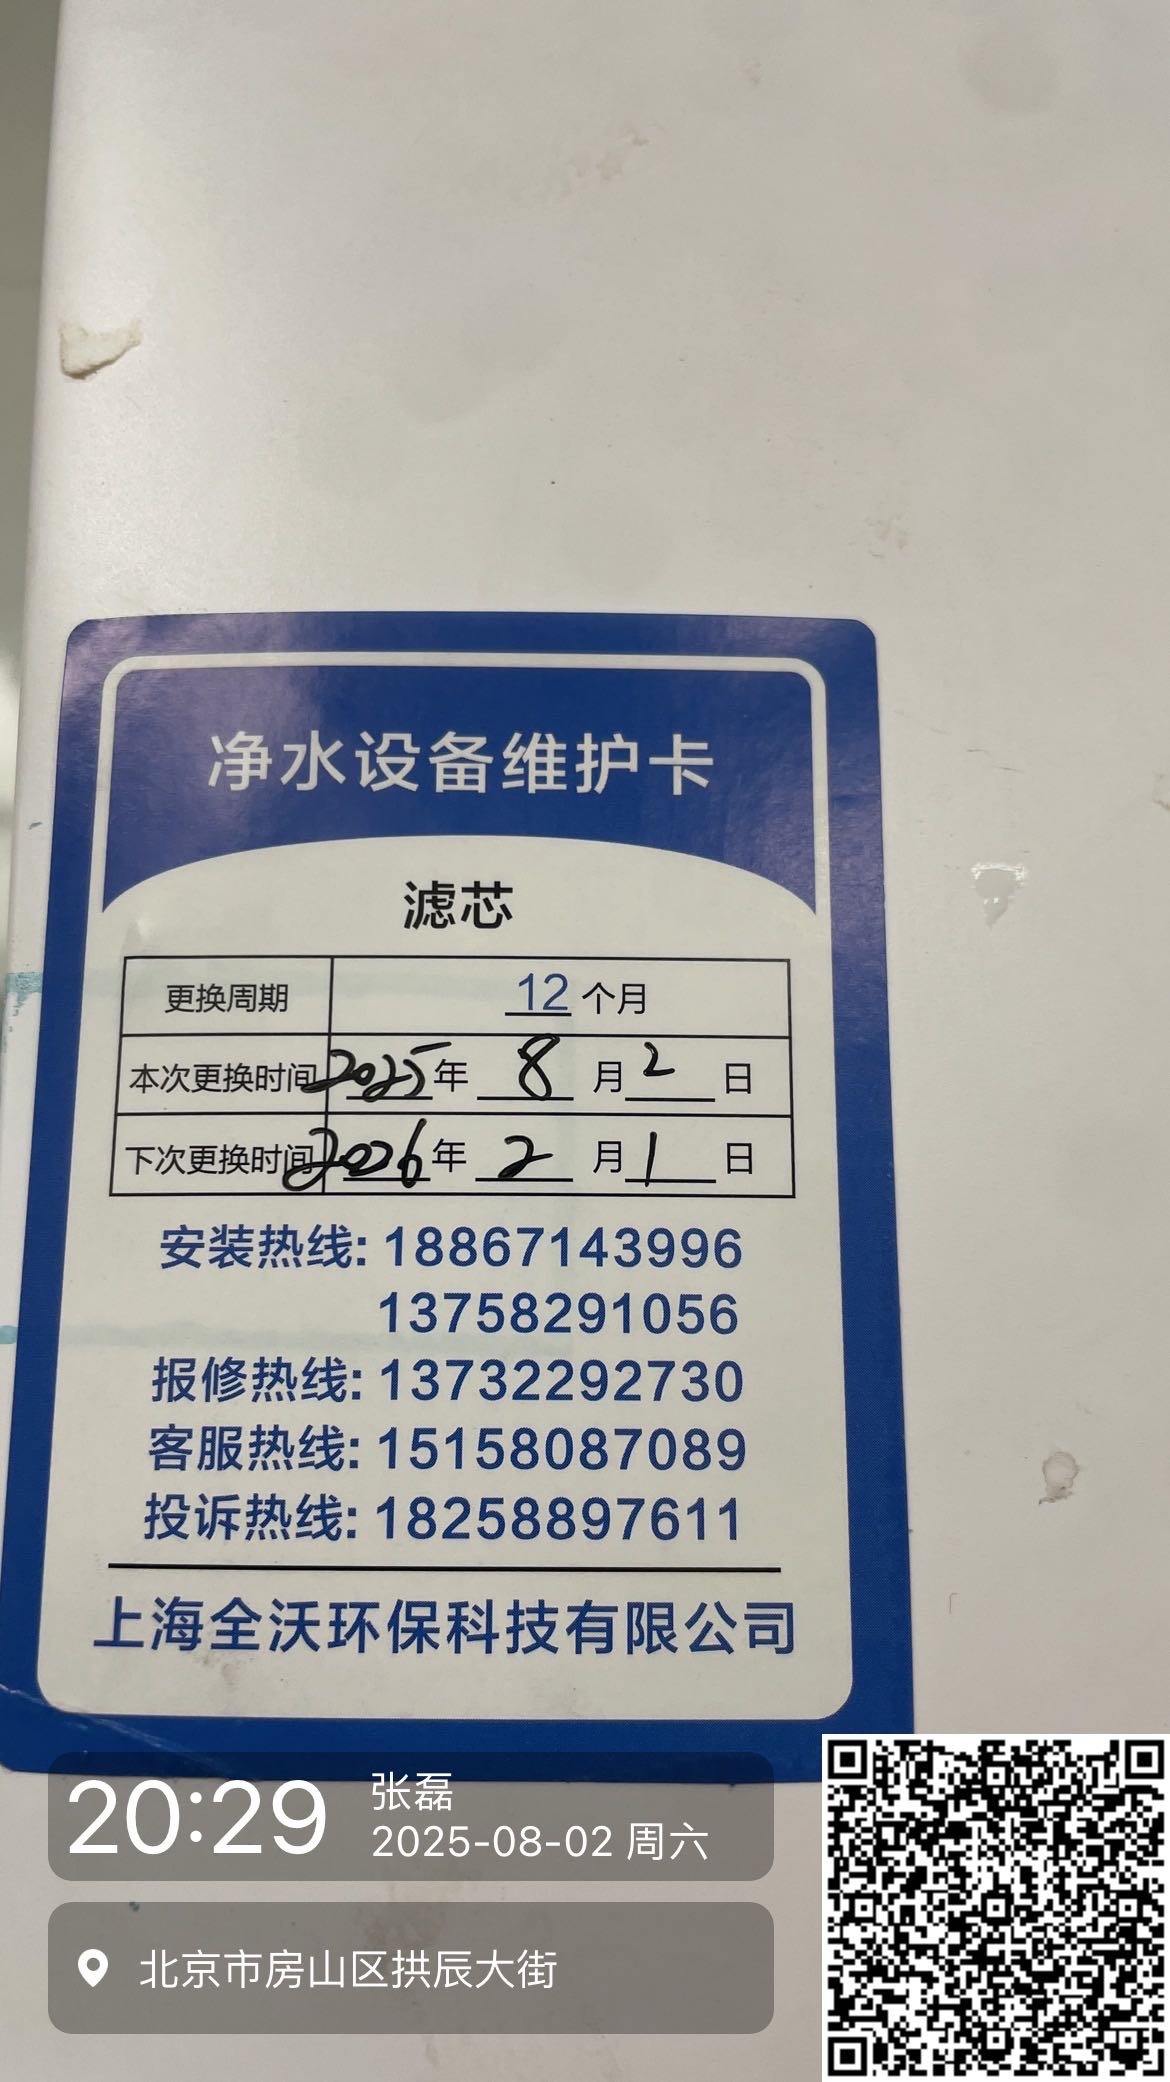 净水设备维护卡
滤芯
更换周期 12 个月
本次更换时间 2025 年 8 月 2 日
下次更换时间 2026 年 2 月 1 日
安装热线: 18867143996
13758291056
报修热线: 13732292730
客服热线: 15158087089
投诉热线: 18258897611
上海全沃环保科技有限公司
20:29 张磊
2025-08-02 周六
北京市房山区拱辰大街